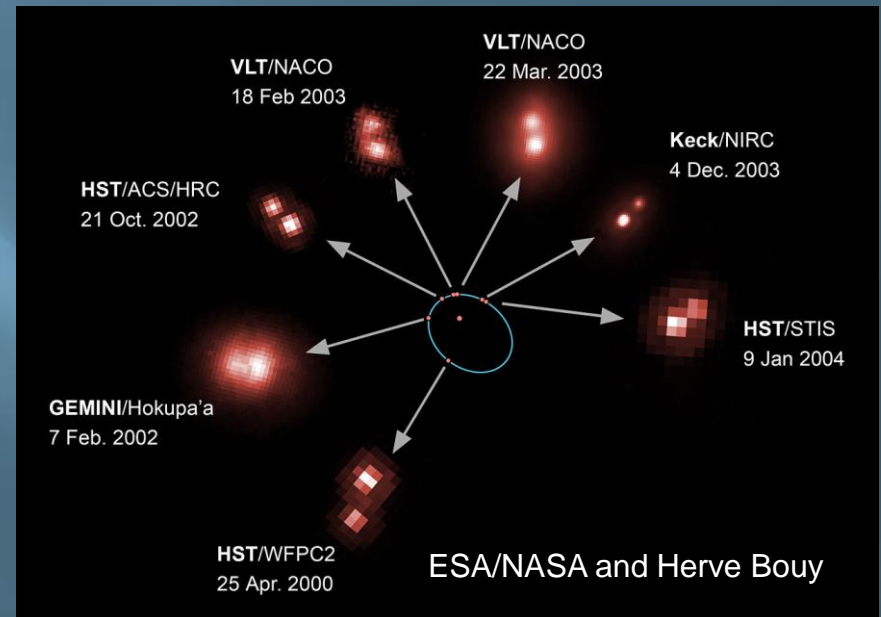 VLT/NACO
18 Feb 2003
VLT/NACO
22 Mar. 2003
Keck/NIRC
4 Dec. 2003
HST/ACS/HRC
21 Oct. 2002
HST/STIS
9 Jan 2004
GEMINI/Hokupa'a
7 Feb. 2002
HST/WFPC2
25 Apr. 2000
ESA/NASA and Herve Bouy